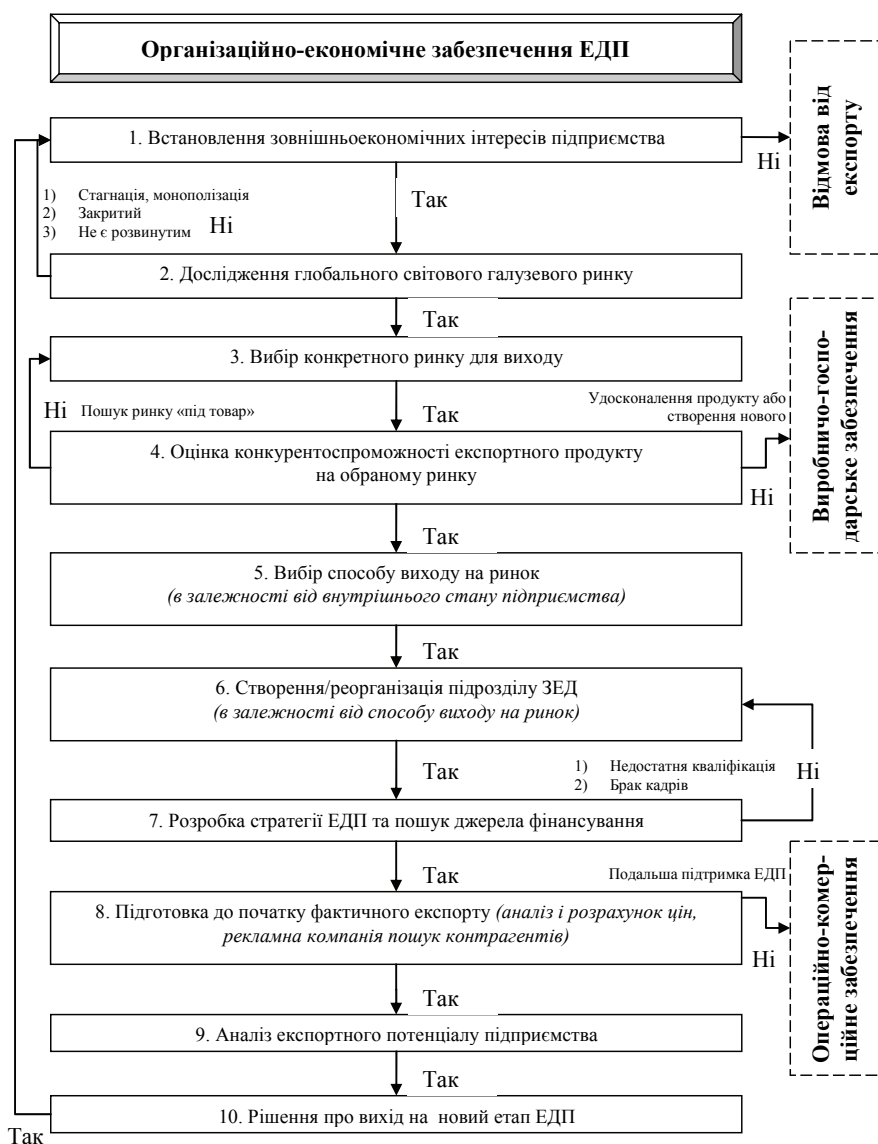 Організаційно-економічне забезпечення ЕДП
Відмова від
експорту
1. Встановлення зовнішньоекономічних інтересів підприємства
Ні
Так
1) Стагнація, монополізація
2) Закритий
3) Не є розвинутим
Ні
2. Дослідження глобального світового галузевого ринку
Так
3. Вибір конкретного ринку для виходу
Ні
Пошук ринку «під товар»
Так
Удосконалення продукту або
створення нового
Виробничо-госпо-
дарське забезпечення
4. Оцінка конкурентоспроможності експортного продукту
на обраному ринку
Ні
Так
5. Вибір способу виходу на ринок
(в залежності від внутрішнього стану підприємства)
Так
6. Створення/реорганізація підрозділу ЗЕД
(в залежності від способу виходу на ринок)
Так
1) Недостатня кваліфікація
2) Брак кадрів
Ні
7. Розробка стратегії ЕДП та пошук джерела фінансування
Так
Подальша підтримка ЕДП
Операційно-комер-
ційне забезпечення
8. Підготовка до початку фактичного експорту (аналіз і розрахунок цін,
рекламна компанія пошук контрагентів)
Ні
Так
9. Аналіз експортного потенціалу підприємства
Так
10. Рішення про вихід на новий етап ЕДП
Так